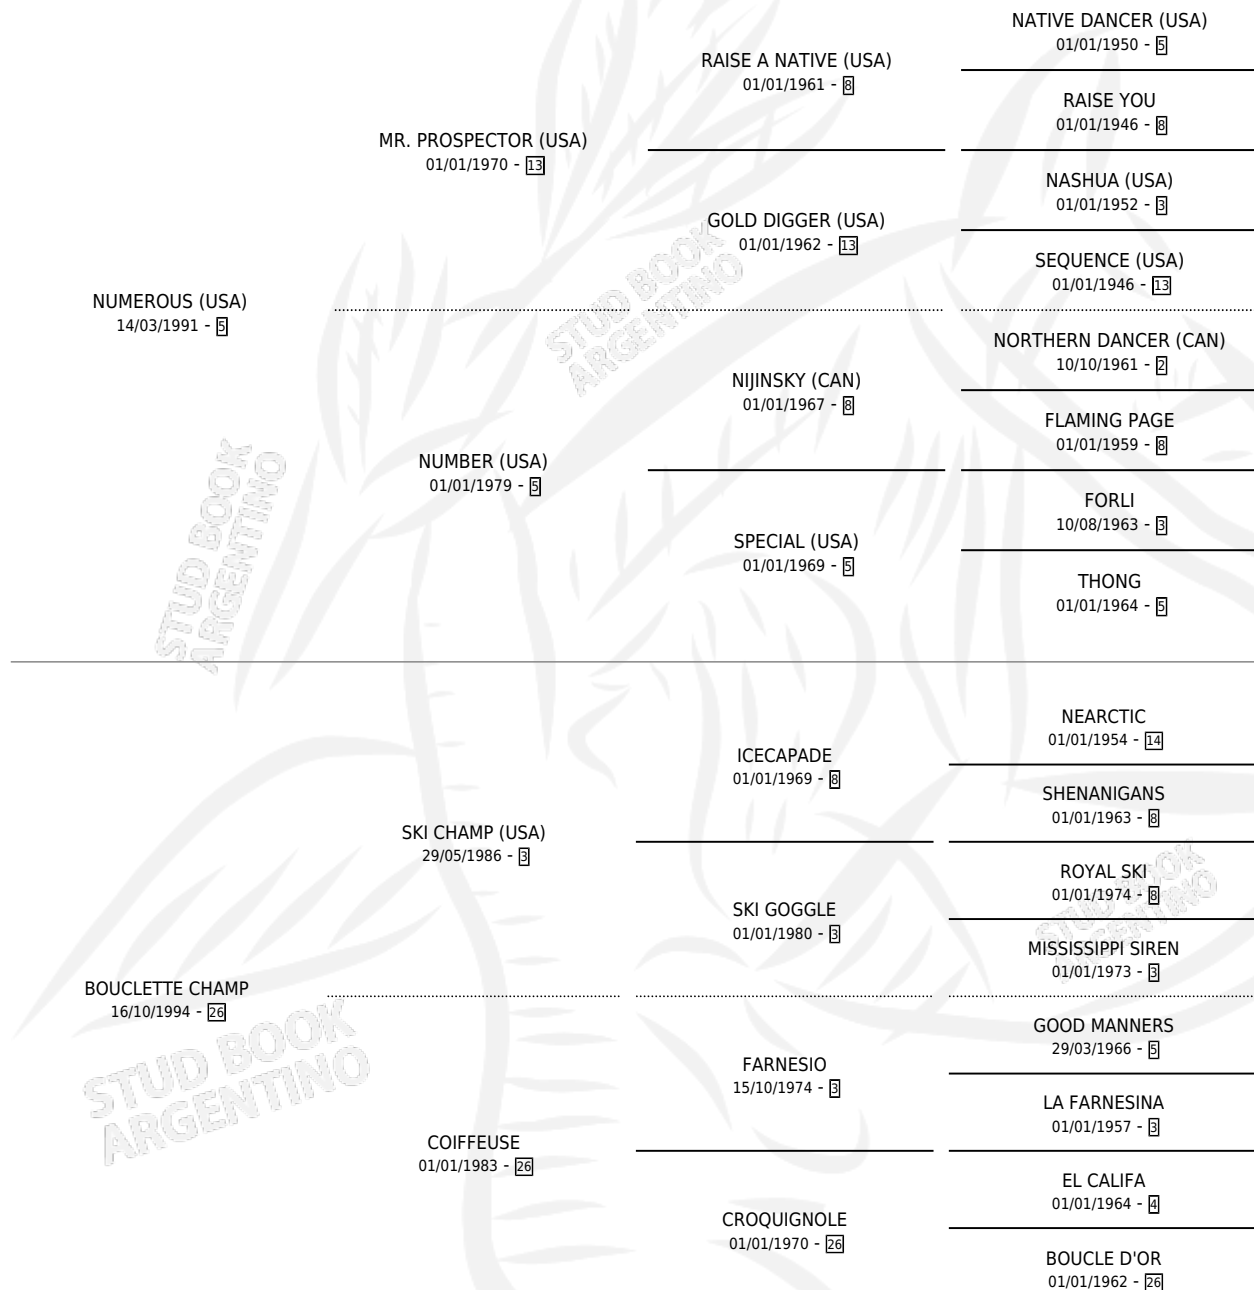 NATIVE DANCER (USA)
01/01/1950 - 5
RAISE A NATIVE (USA)
01/01/1961 - 8
RAISE YOU
01/01/1946 - 8
MR. PROSPECTOR (USA)
01/01/1970 - 13
NASHUA (USA)
01/01/1952 - 3
GOLD DIGGER (USA)
01/01/1962 - 13
SEQUENCE (USA)
01/01/1946 - 13
NUMEROUS (USA)
14/03/1991 - 5
STUD BOOK
ARGENTINO
NORTHERN DANCER (CAN)
10/10/1961 - 2
NIJINSKY (CAN)
01/01/1967 - 8
FLAMING PAGE
01/01/1959 - 8
NUMBER (USA)
01/01/1979 - 5
FORLI
10/08/1963 - 3
SPECIAL (USA)
01/01/1969 - 5
THONG
01/01/1964 - 5
STUD BOOK
ARGENTINO
NEARCTIC
01/01/1954 - 14
ICECAPADE
01/01/1969 - 8
SHENANIGANS
01/01/1963 - 8
SKI CHAMP (USA)
29/05/1986 - 3
ROYAL SKI
01/01/1974 - 8
SKI GOGGLE
01/01/1980 - 3
STUD BOOK
ARGENTINO
MISSISSIPPI SIREN
01/01/1973 - 3
BOUCLETTE CHAMP
16/10/1994 - 26
STUD BOOK
ARGENTINO
GOOD MANNERS
29/03/1966 - 5
FARNESIO
15/10/1974 - 3
LA FARNESINA
01/01/1957 - 3
COIFFEUSE
01/01/1983 - 26
EL CALIFA
01/01/1964 - 4
CROQUIGNOLE
01/01/1970 - 26
BOUCLE D'OR
01/01/1962 - 26